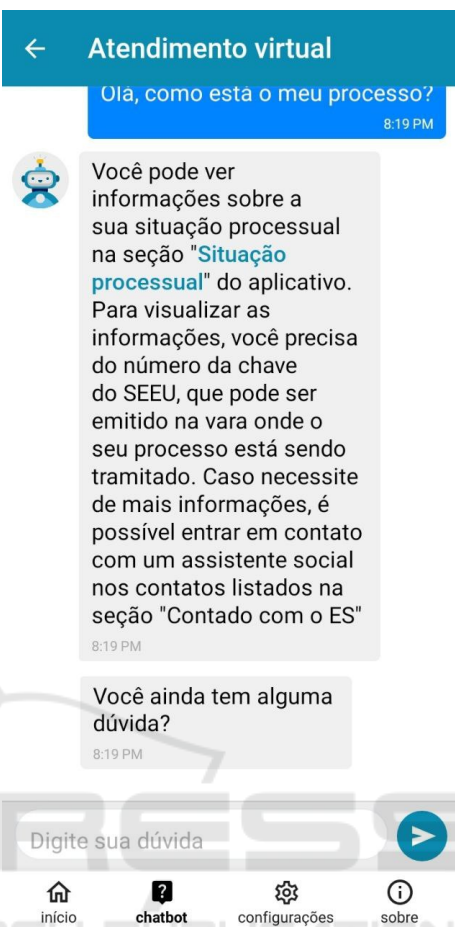 Atendimento virtual
Olá, como está o meu processo?
8:19 PM
Você pode ver
informações sobre a
sua situação processual
na seção "Situação
processual" do aplicativo.
Para visualizar as
informações, você precisa
do número da chave
do SEEU, que pode ser
emitido na vara onde o
seu processo está sendo
tramitado. Caso necessite
de mais informações, é
possível entrar em contato
com um assistente social
nos contatos listados na
seção "Contado com o ES"
8:19 PM
Você ainda tem alguma
dúvida?
8:19 PM
Digite sua dúvida
início
chatbot
configurações
sobre